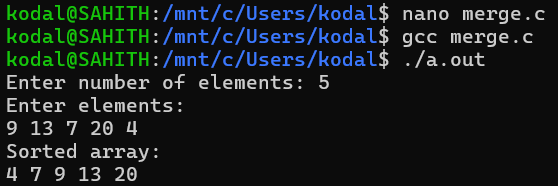 kodal@SAHITH:/mnt/c/Users/kodal$ nano merge.c
kodal@SAHITH:/mnt/c/Users/kodal$ gcc merge.c
kodal@SAHITH:/mnt/c/Users/kodal$ ./a.out
Enter number of elements: 5
Enter elements:
9 13 7 20 4
Sorted array:
4 7 9 13 20